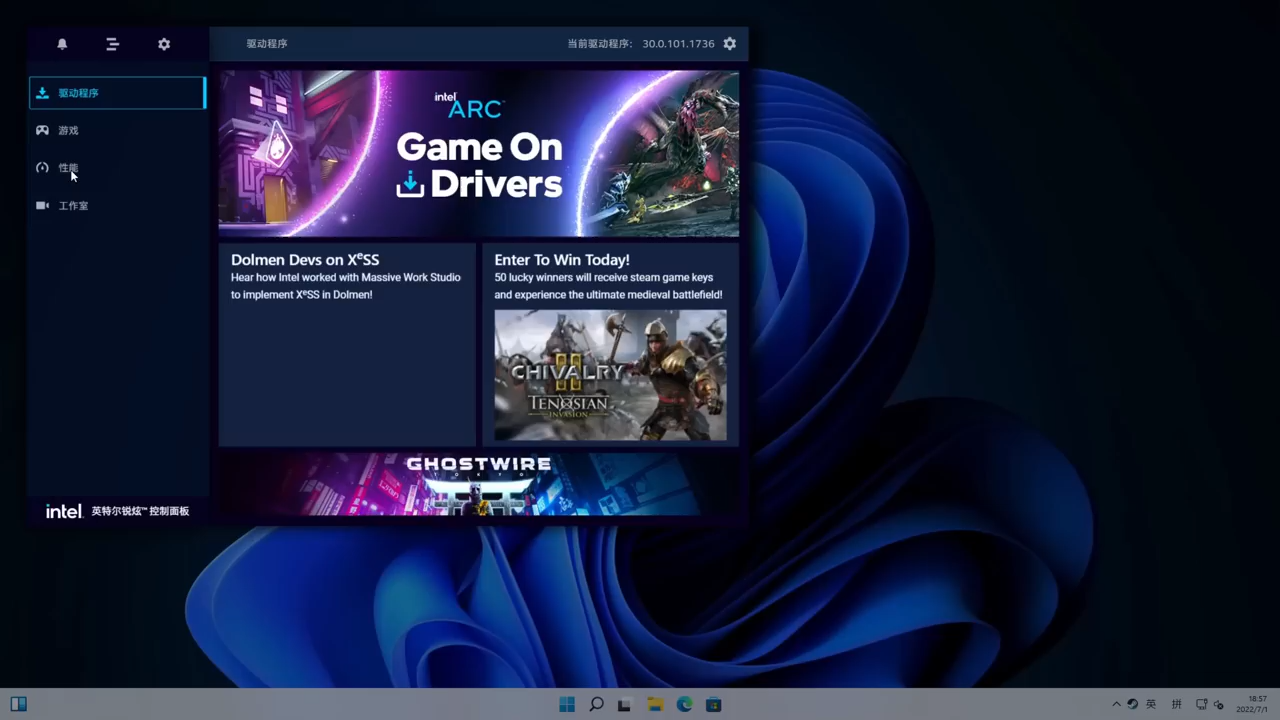 驱动程序
当前驱动程序: 30.0.101.1736
驱动程序
游戏
性能
工作室
intel
ARC
Game On
Drivers
Dolmen Devs on XᵉSS
Hear how Intel worked with Massive Work Studio
to implement XᵉSS in Dolmen!
Enter To Win Today!
50 lucky winners will receive steam game keys
and experience the ultimate medieval battlefield!
CHIVALRY
II
TENOSIAN
INVASION
GHOSTWIRE
TOKYO
intel. 英特尔锐炫™ 控制面板
英
拼
18:57
2022/7/1